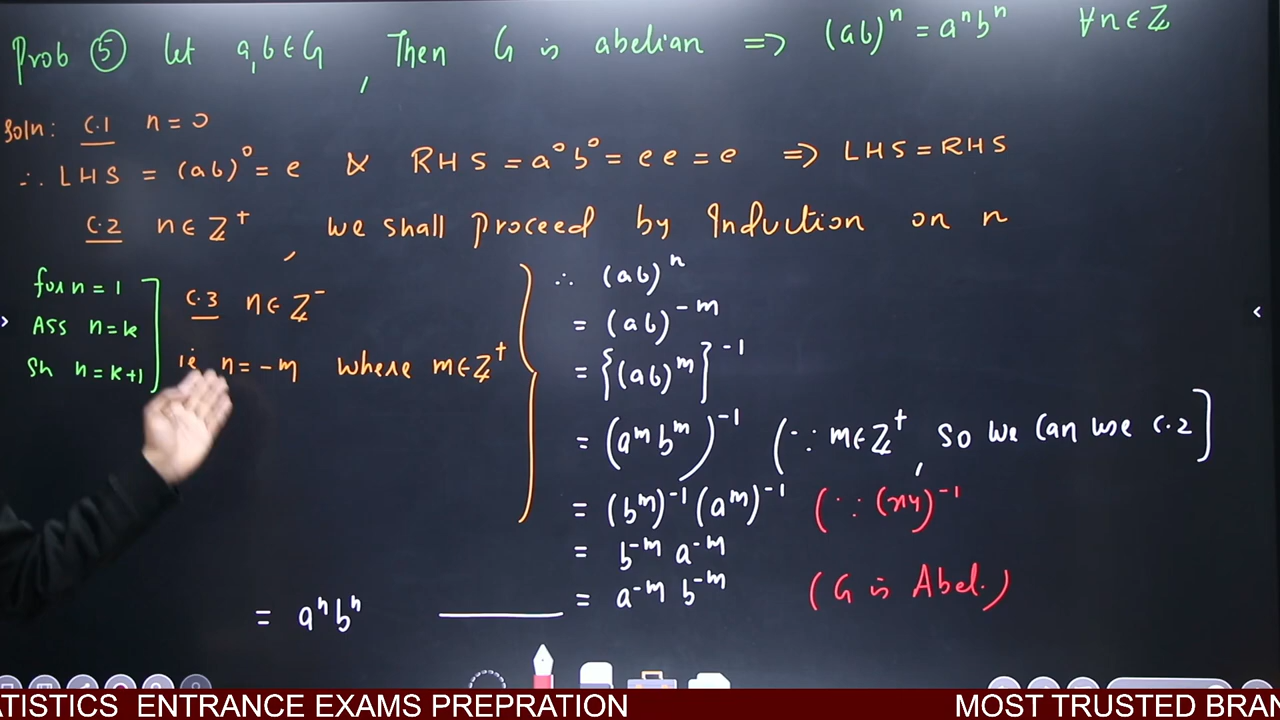 Prob ⑤ let a,b∈G, Then G is abelian => (ab)ⁿ = aⁿbⁿ ∀n∈ℤ
Soln: C.1 n = 0
∴ LHS = (ab)⁰ = e & RHS = a⁰b⁰ = ee = e => LHS = RHS
C.2 n∈ℤ⁺, we shall proceed by Induction on n
for n = 1
Ass n=k
Sh n=k+1
C.3 n∈ℤ⁻
ie n = -m where m∈ℤ⁺
∴ (ab)ⁿ
= (ab)⁻ᵐ
= {(ab)ᵐ}⁻¹
= (aᵐbᵐ)⁻¹ (∵ m∈ℤ⁺, so we can use C.2]
= (bᵐ)⁻¹(aᵐ)⁻¹ (∵ (xy)⁻¹
= b⁻ᵐ a⁻ᵐ
= a⁻ᵐ b⁻ᵐ (G is Abel.)
= aⁿbⁿ
ATISTICS ENTRANCE EXAMS PREPRATION MOST TRUSTED BRAN